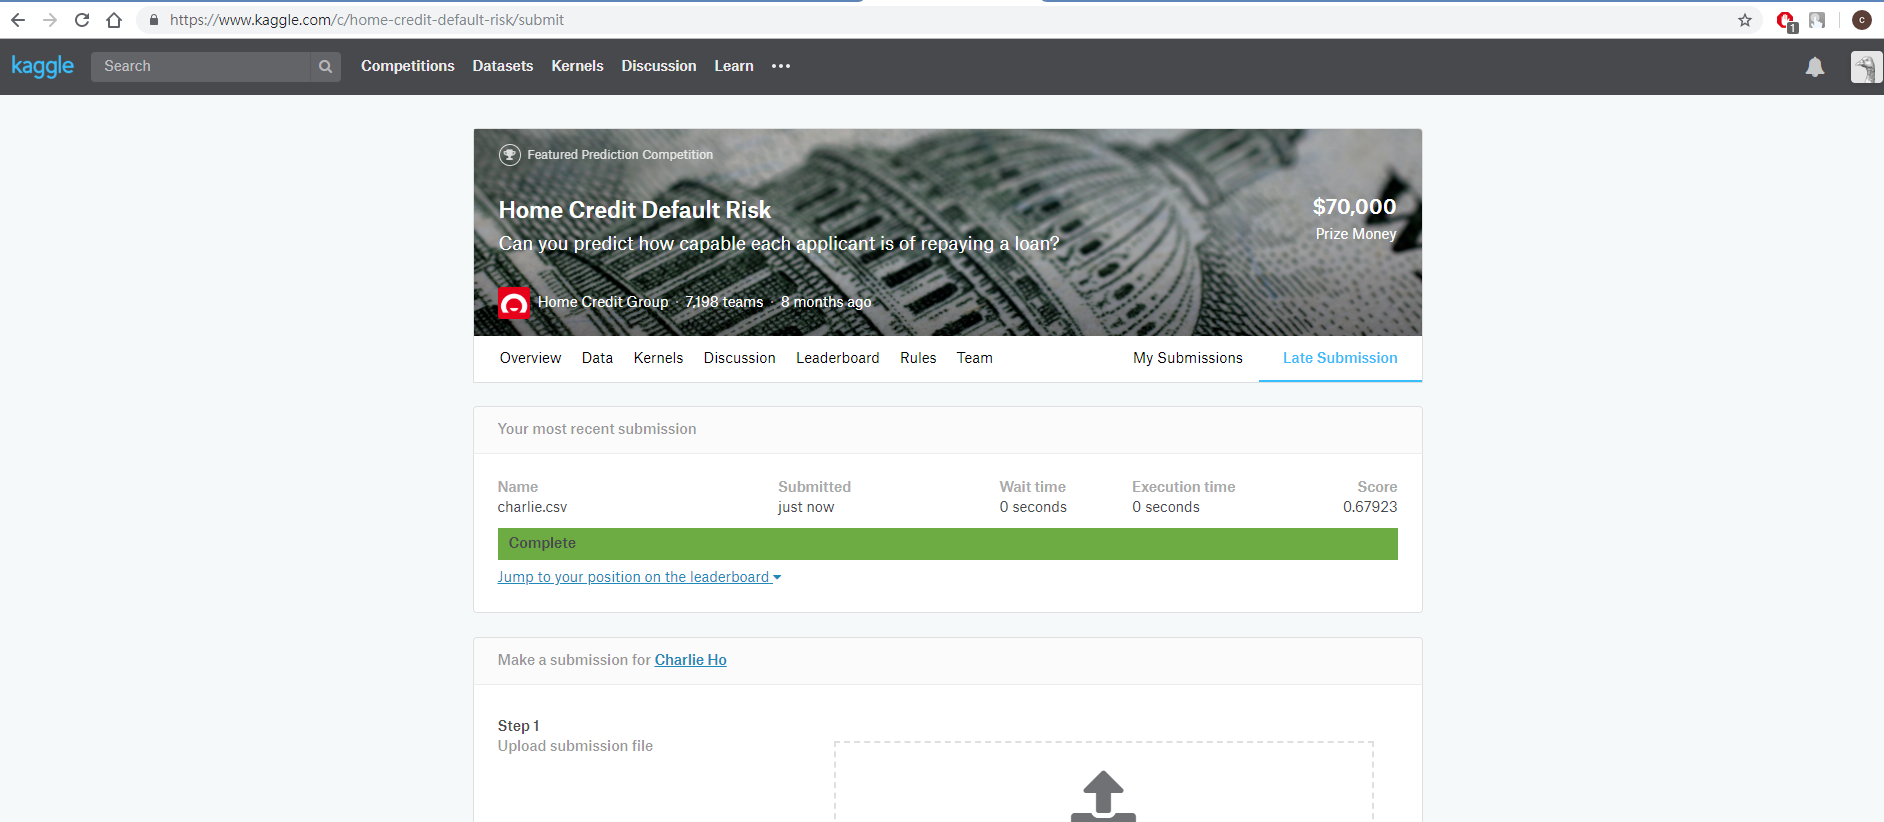 https://www.kaggle.com/c/home-credit-default-risk/submit
1
c
kaggle
Search
Competitions Datasets Kernels Discussion Learn •••
Featured Prediction Competition
Home Credit Default Risk
Can you predict how capable each applicant is of repaying a loan?
$70,000
Prize Money
Home Credit Group · 7,198 teams · 8 months ago
Overview Data Kernels Discussion Leaderboard Rules Team My Submissions Late Submission
Your most recent submission
Name Submitted Wait time Execution time Score
charlie.csv just now 0 seconds 0 seconds 0.67923
Complete
Jump to your position on the leaderboard
Make a submission for Charlie Ho
Step 1
Upload submission file